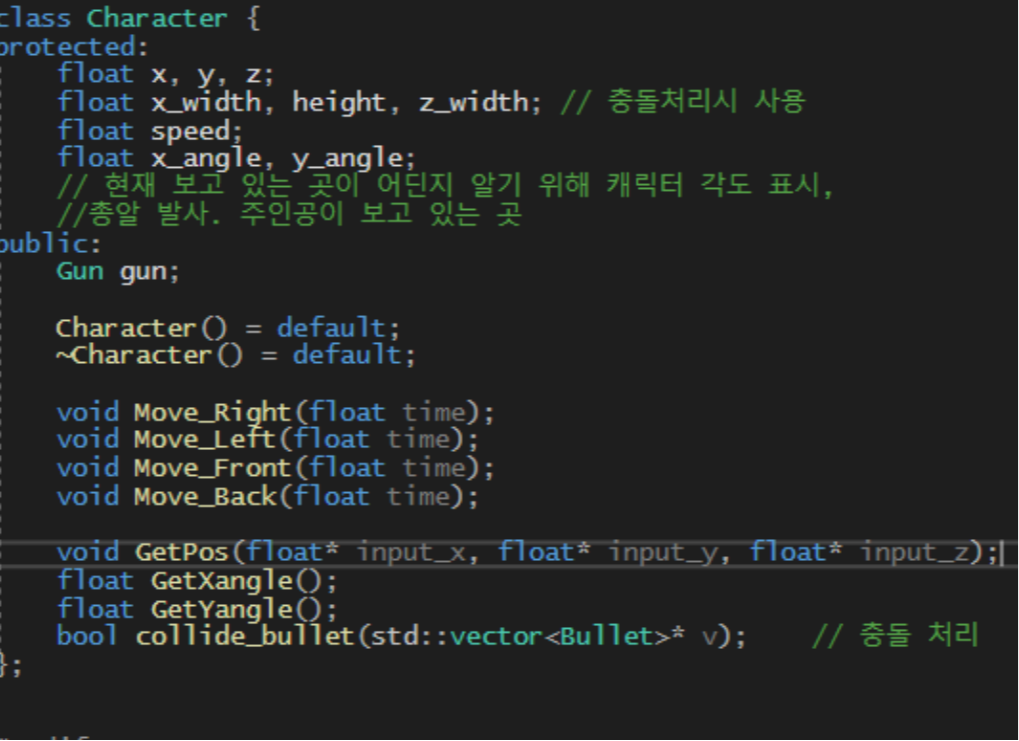 class Character {
protected:
    float x, y, z;
    float x_width, height, z_width; // 충돌처리시 사용
    float speed;
    float x_angle, y_angle;
    // 현재 보고 있는 곳이 어딘지 알기 위해 캐릭터 각도 표시,
    //총알 발사. 주인공이 보고 있는 곳
public:
    Gun gun;

    Character() = default;
    ~Character() = default;

    void Move_Right(float time);
    void Move_Left(float time);
    void Move_Front(float time);
    void Move_Back(float time);

    void GetPos(float* input_x, float* input_y, float* input_z);
    float GetXangle();
    float GetYangle();
    bool collide_bullet(std::vector<Bullet>* v);    // 충돌 처리
};